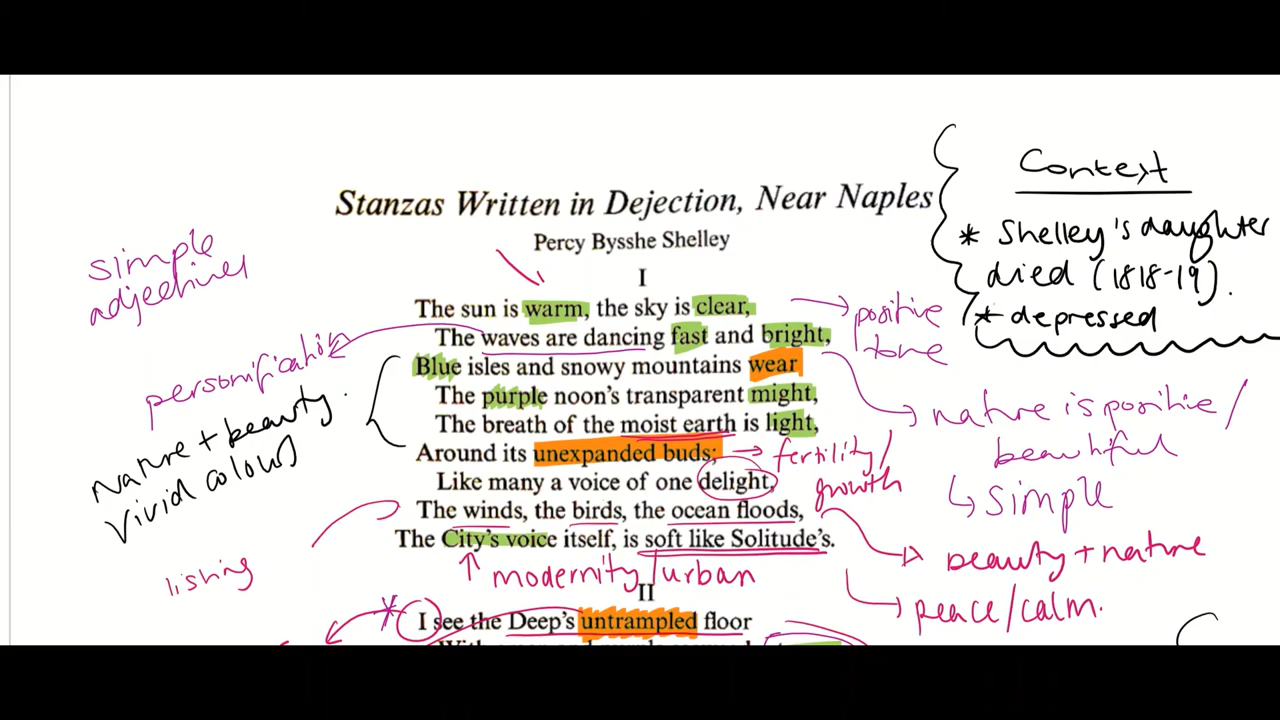 Context
* Shelley's daughter
died (1818-19).
* depressed
Stanzas Written in Dejection, Near Naples
Percy Bysshe Shelley
I
The sun is warm, the sky is clear,
The waves are dancing fast and bright,
Blue isles and snowy mountains wear
The purple noon's transparent might,
The breath of the moist earth is light,
Around its unexpanded buds;
Like many a voice of one delight,
The winds, the birds, the ocean floods,
The City's voice itself, is soft like Solitude's.
II
I see the Deep's untrampled floor
simple
adjectives
personification
nature + beauty.
vivid colours
listing
positive
tone
nature is positive/
beautiful
simple
fertility/
growth
beauty + nature
peace/calm.
modernity/urban